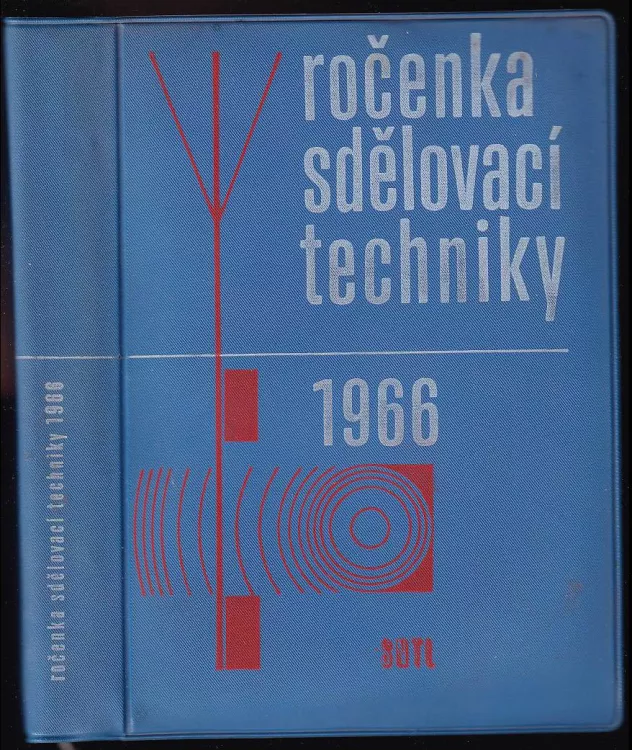 ročenka
sdělovací
techniky
1966
SNTL
ročenka sdělovací techniky 1966